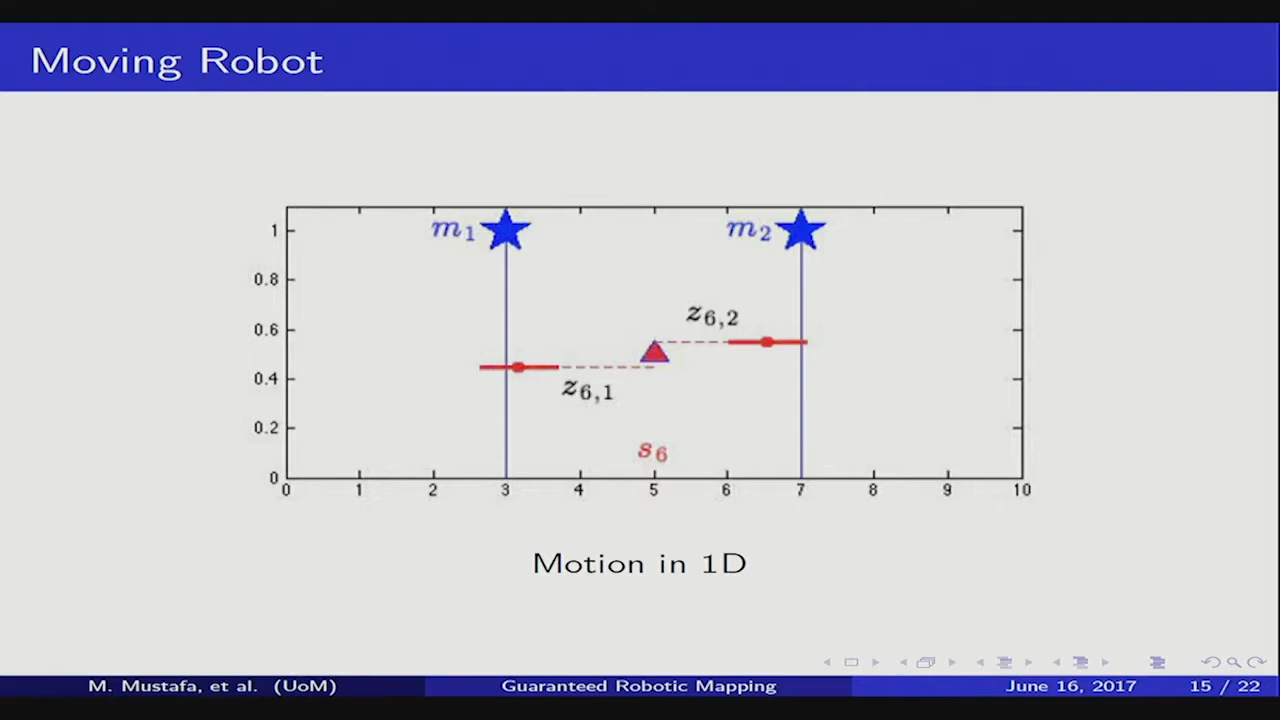 Moving Robot
m1 m2
1
0.8
z6,2
0.6
0.4
z6,1
0.2
s6
0
0 1 2 3 4 5 6 7 8 9 10
Motion in 1D
M. Mustafa, et al. (UoM) Guaranteed Robotic Mapping June 16, 2017 15 / 22